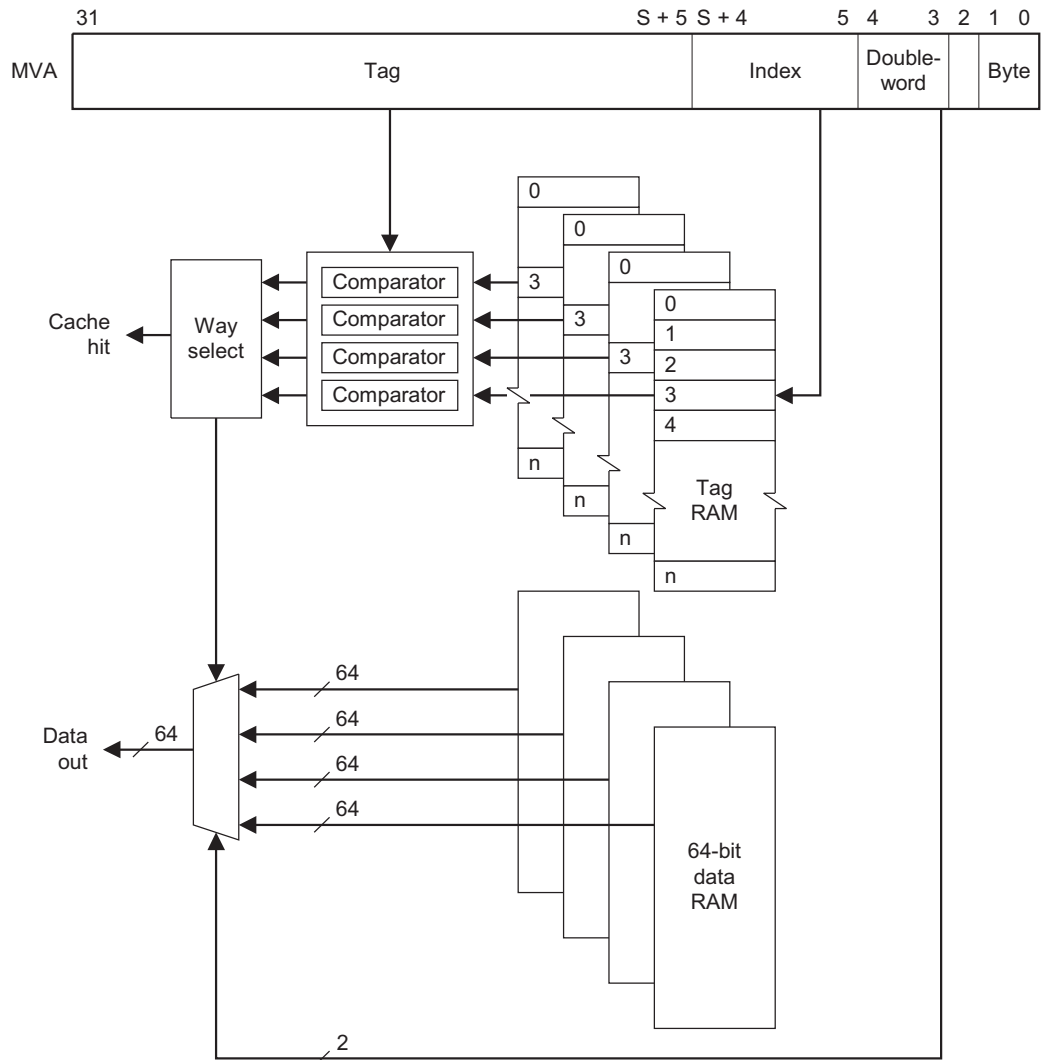 31 S + 5 S + 4 5 4 3 2 1 0
MVA Tag Index Double-
word Byte
0
0
0
0
1
2
3
4
3
3
3
Comparator
Comparator
Comparator
Comparator
Way
select
Cache
hit
n
n
n
n
Tag
RAM
64
64
64
64
64
Data
out
64-bit
data
RAM
2